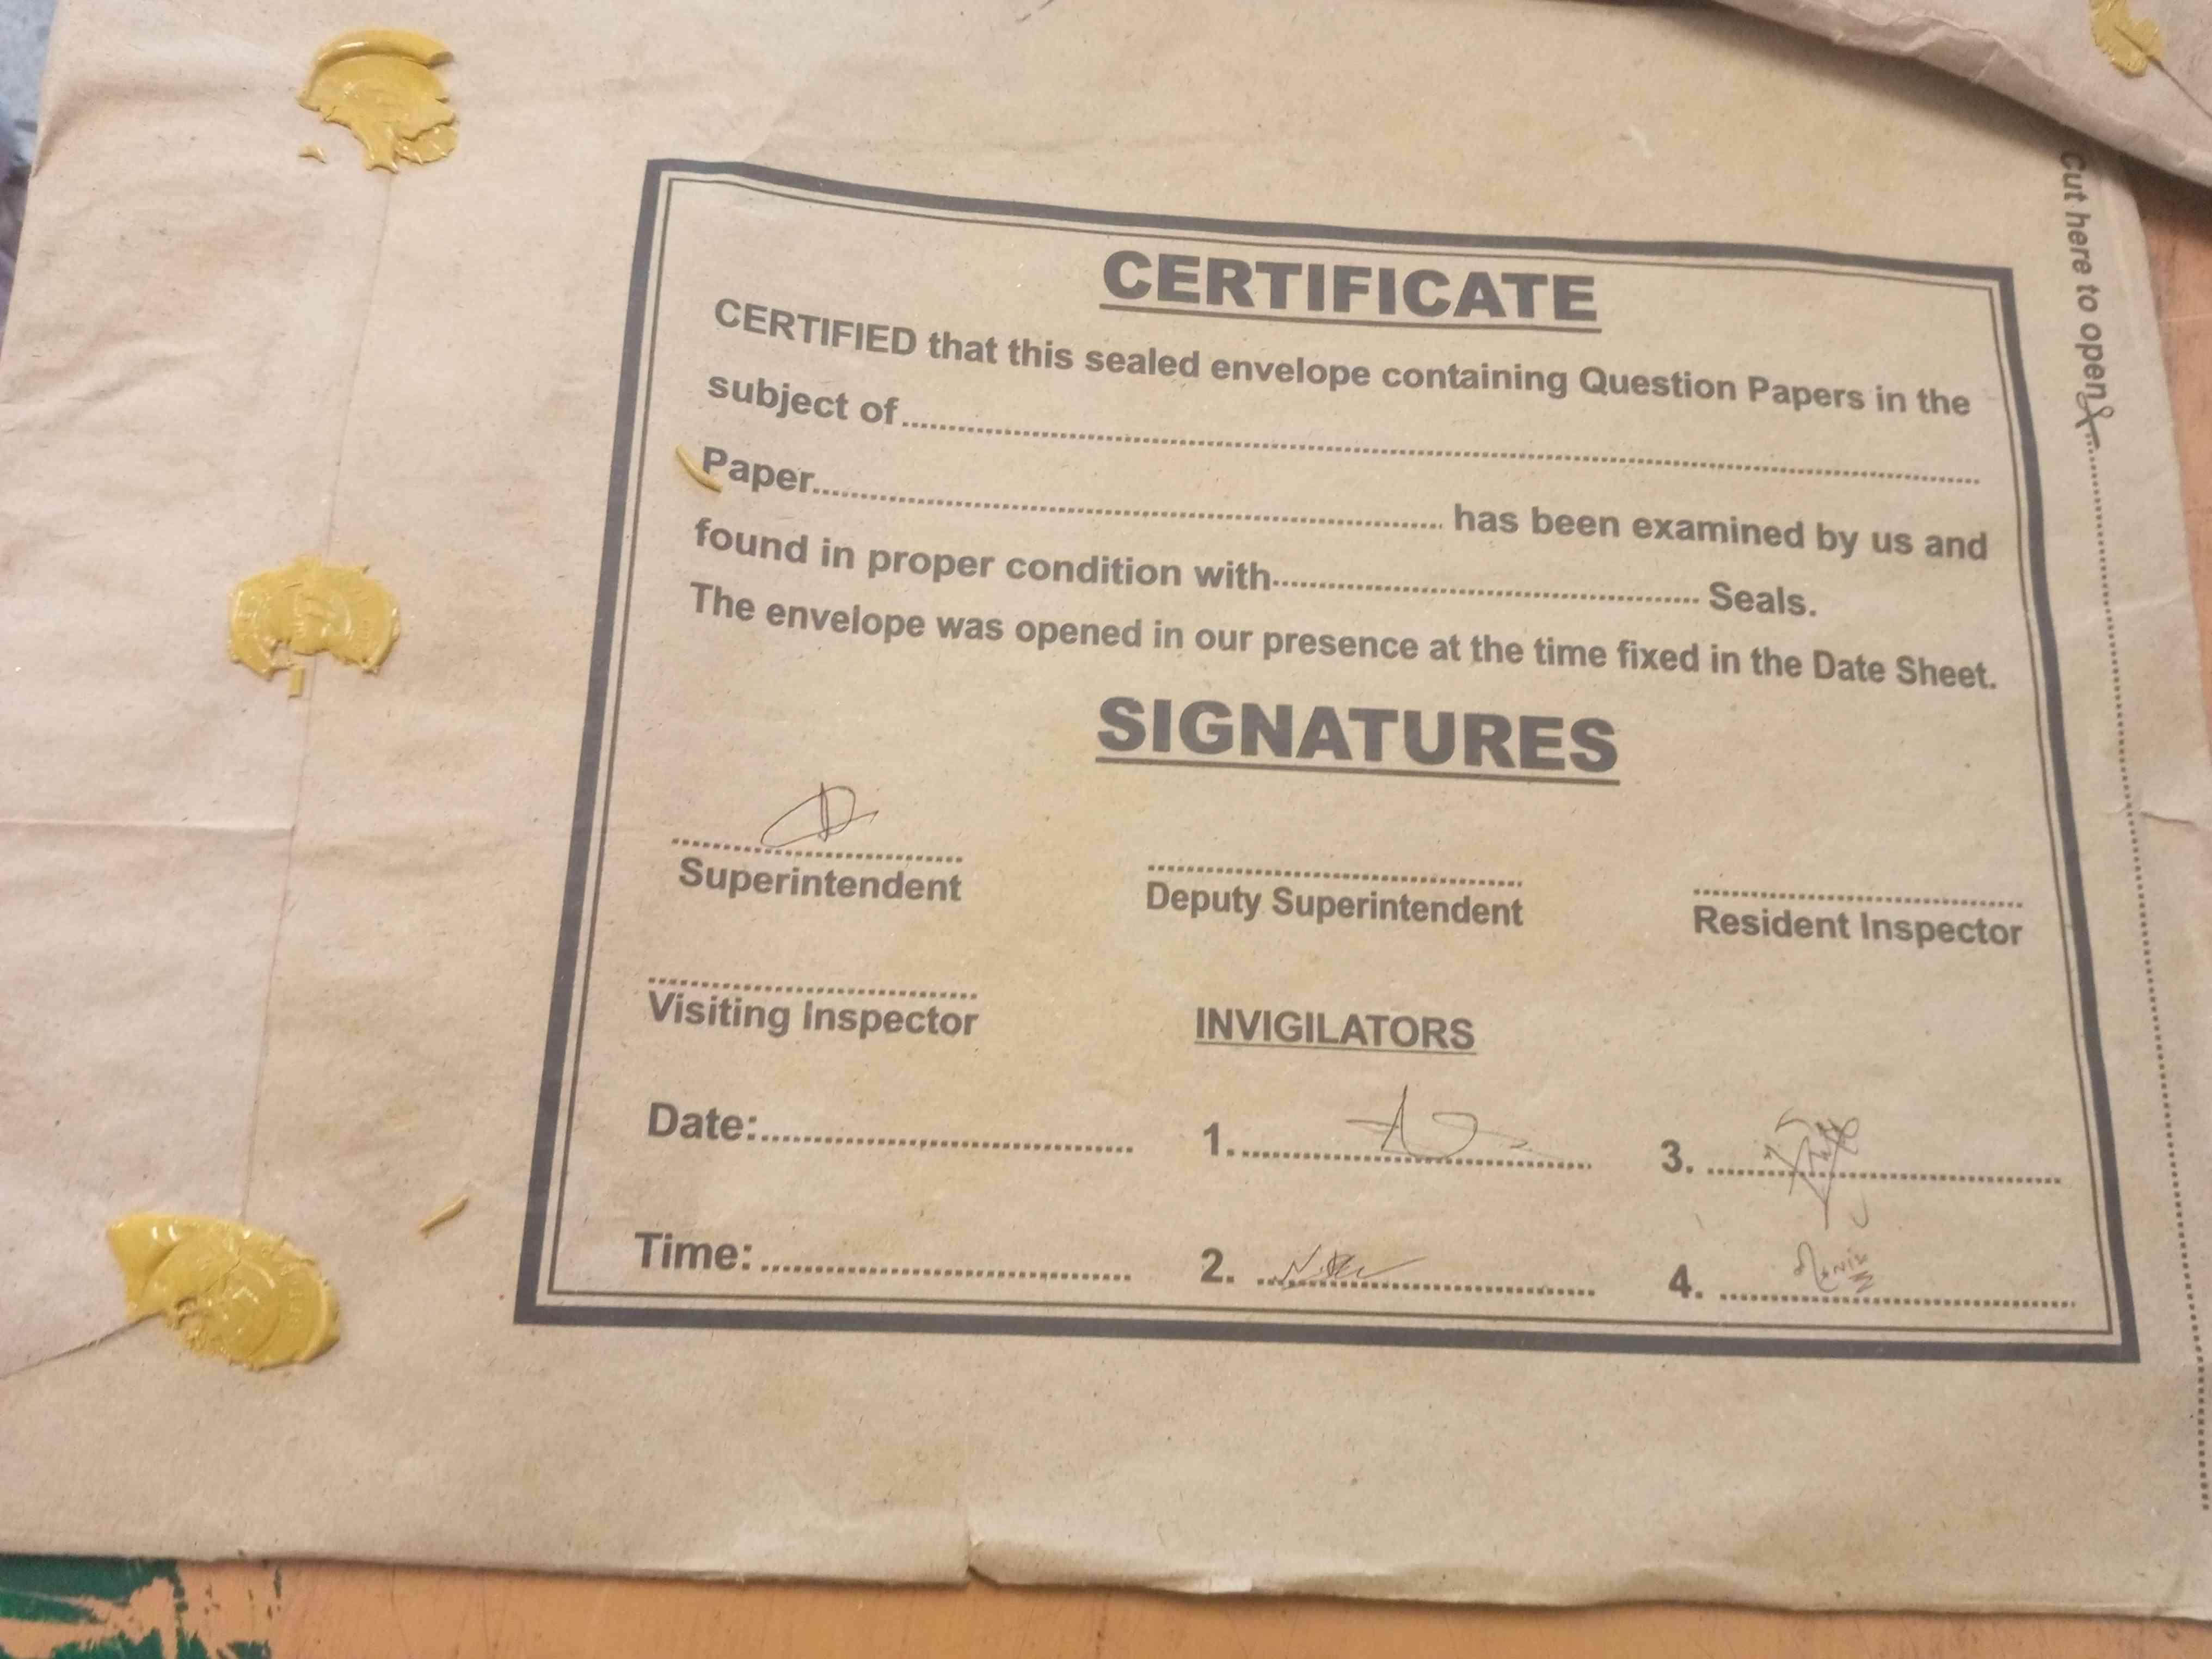 CERTIFICATE
CERTIFIED that this sealed envelope containing Question Papers in the
subject of
Paper has been examined by us and
found in proper condition with Seals.
The envelope was opened in our presence at the time fixed in the Date Sheet.
SIGNATURES
Superintendent Deputy Superintendent Resident Inspector
Visiting Inspector INVIGILATORS
Date: 1. 3.
Time: 2. 4.
Cut here to open